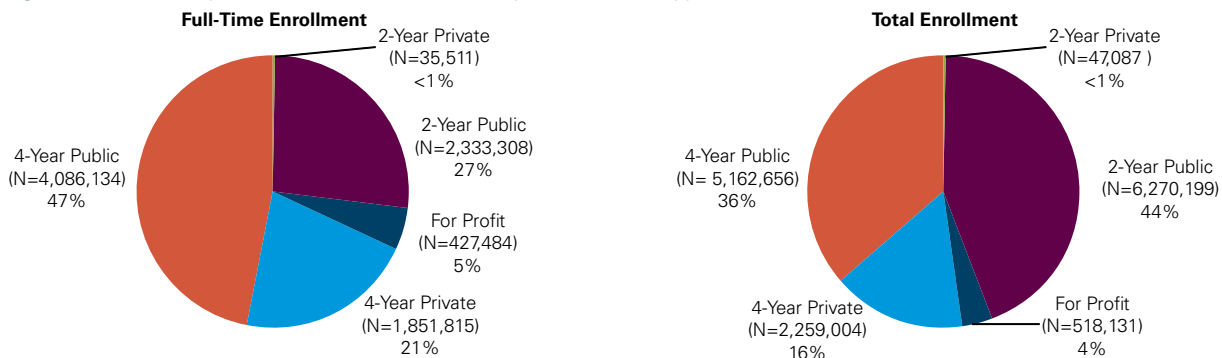 Full-Time Enrollment
2-Year Private
(N=35,511)
<1%
2-Year Public
(N=2,333,308)
27%
For Profit
(N=427,484)
5%
4-Year Private
(N=1,851,815)
21%
4-Year Public
(N=4,086,134)
47%
Total Enrollment
2-Year Private
(N=47,087 )
<1%
2-Year Public
(N=6,270,199)
44%
For Profit
(N=518,131)
4%
4-Year Private
(N=2,259,004)
16%
4-Year Public
(N= 5,162,656)
36%